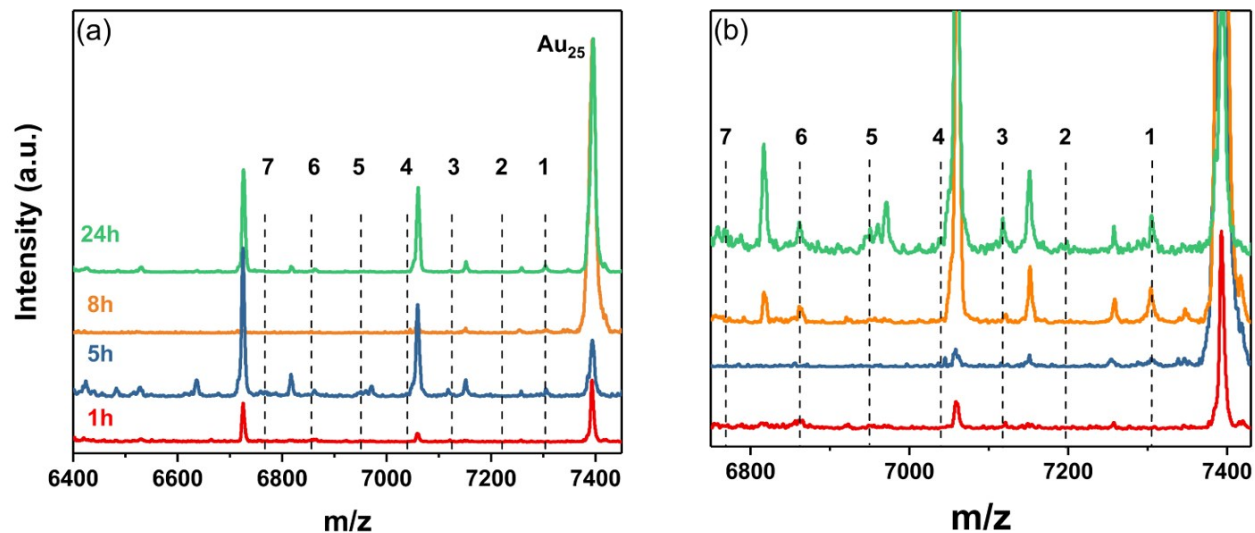 (a)
Au₂₅
7 6 5 4 3 2 1
24h
8h
5h
1h
Intensity (a.u.)
6400 6600 6800 7000 7200 7400
m/z
(b)
7 6 5 4 3 2 1
6800 7000 7200 7400
m/z